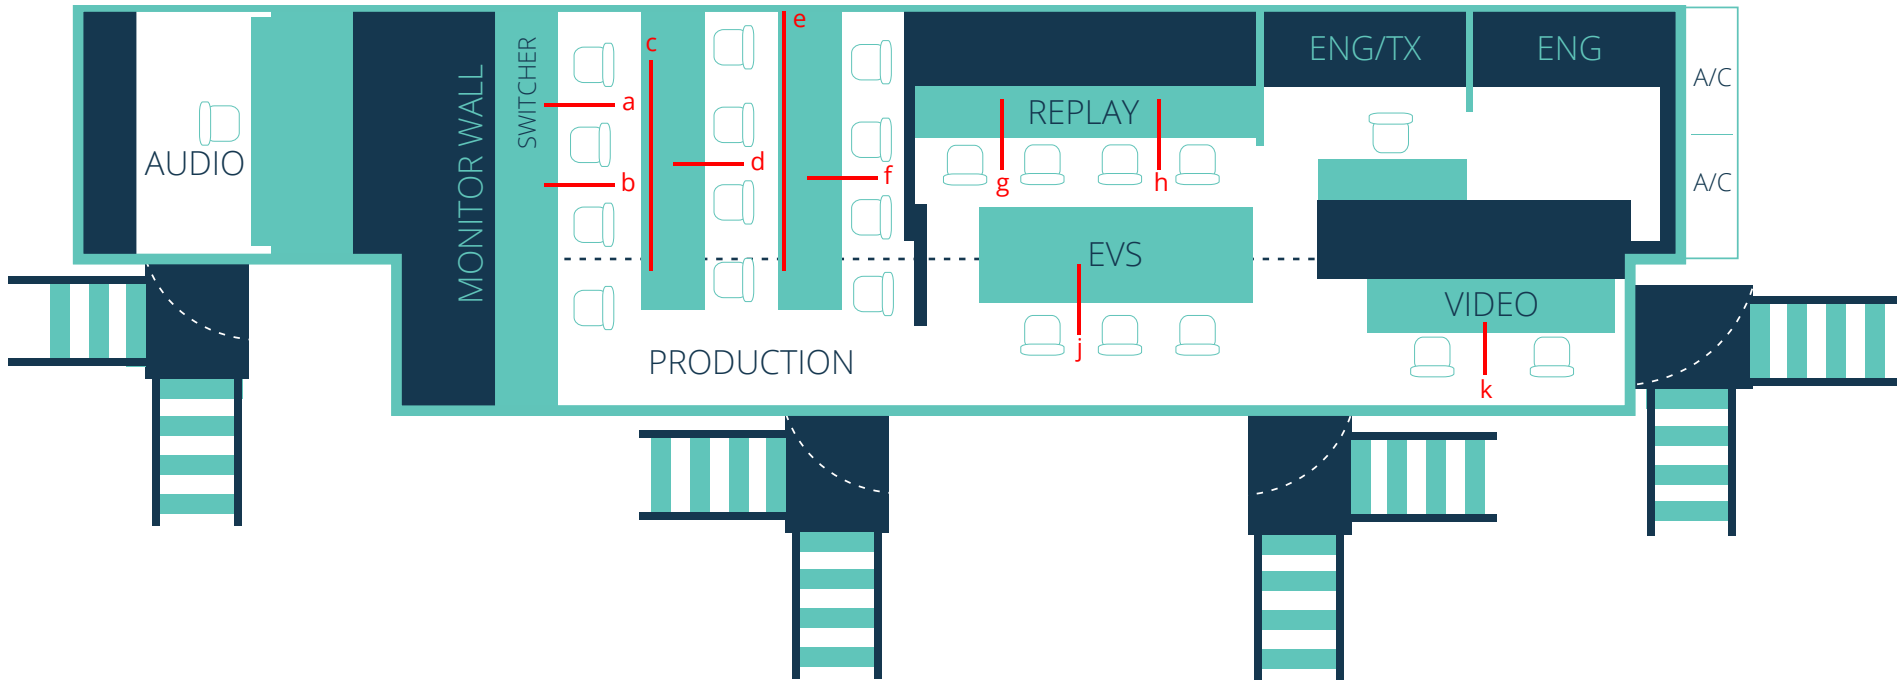 AUDIO
MONITOR WALL
SWITCHER
a
b
c
d
e
f
PRODUCTION
REPLAY
g
h
EVS
j
ENG/TX
ENG
VIDEO
k
A/C
A/C